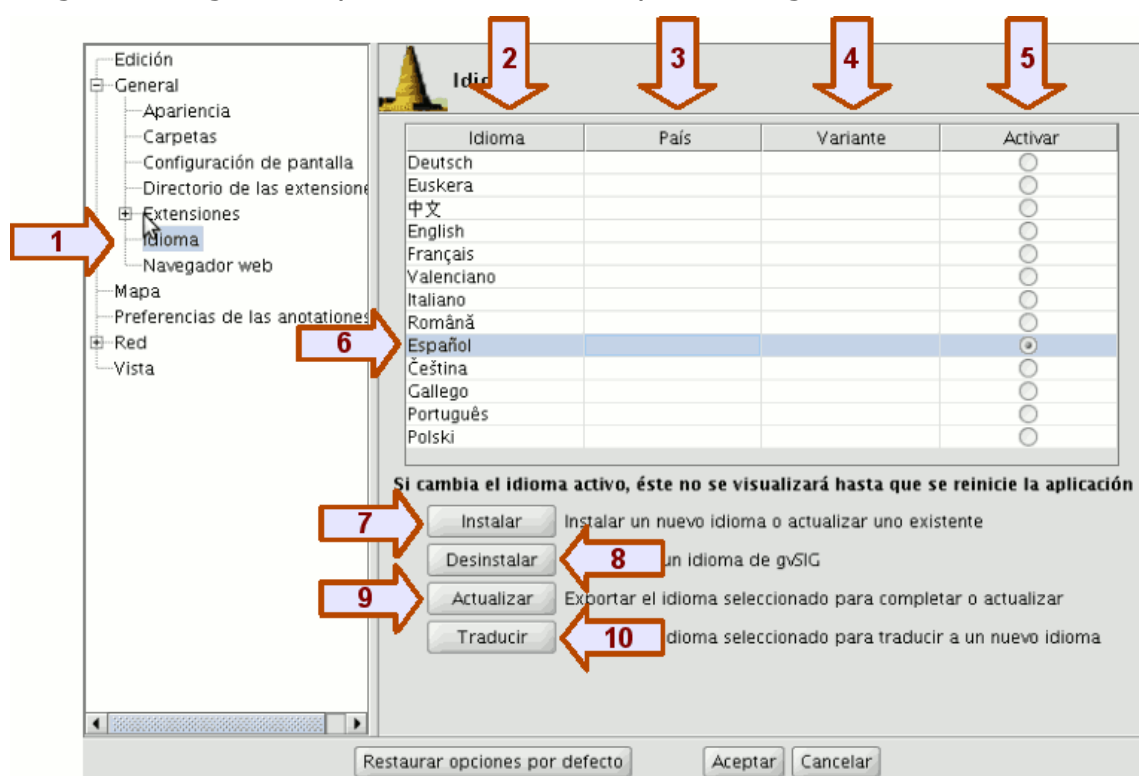 2 3 4 5
Edición
General
Apariencia
Carpetas
Configuración de pantalla
Directorio de las extensione
Extensiones
1
Idioma
Navegador web
Mapa
Preferencias de las anotationes
Red
Vista
Idioma País Variante Activar
Deutsch
Euskera
中文
English
Français
Valenciano
Italiano
Română
6
Español
Čeština
Gallego
Português
Polski
Si cambia el idioma activo, éste no se visualizará hasta que se reinicie la aplicación
7 Instalar Instalar un nuevo idioma o actualizar uno existente
Desinstalar 8 un idioma de gvSIG
9 Actualizar Exportar el idioma seleccionado para completar o actualizar
Traducir 10 idioma seleccionado para traducir a un nuevo idioma
Restaurar opciones por defecto Aceptar Cancelar